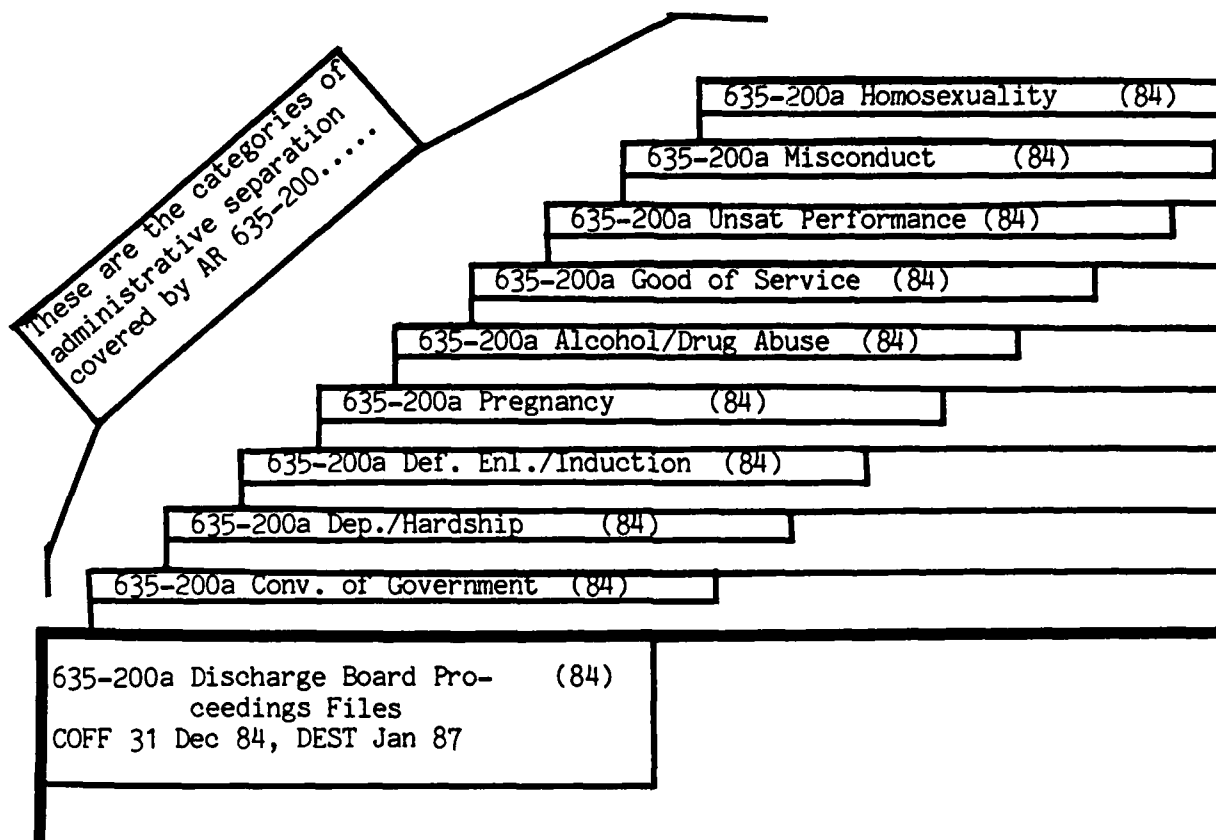 These are the categories of
administrative separation
covered by AR 635-200.....
635-200a Homosexuality (84)
635-200a Misconduct (84)
635-200a Unsat Performance (84)
635-200a Good of Service (84)
635-200a Alcohol/Drug Abuse (84)
635-200a Pregnancy (84)
635-200a Def. Enl./Induction (84)
635-200a Dep./Hardship (84)
635-200a Conv. of Government (84)
635-200a Discharge Board Pro- (84)
ceedings Files
COFF 31 Dec 84, DEST Jan 87